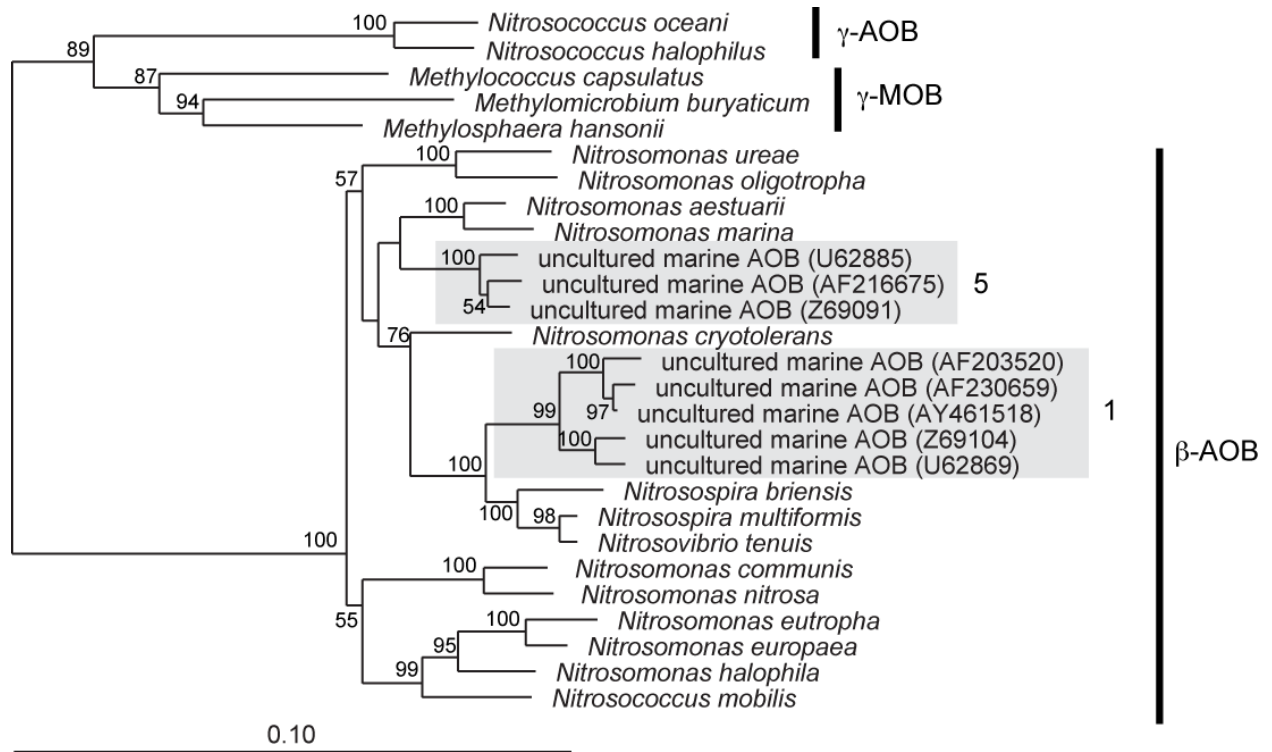 100 Nitrosococcus oceani
γ-AOB
89
Nitrosococcus halophilus
87 Methylococcus capsulatus
94 Methylomicrobium buryaticum
γ-MOB
Methylosphaera hansonii
100 Nitrosomonas ureae
57
Nitrosomonas oligotropha
100 Nitrosomonas aestuarii
Nitrosomonas marina
100 uncultured marine AOB (U62885)
uncultured marine AOB (AF216675) 5
54 uncultured marine AOB (Z69091)
76 Nitrosomonas cryotolerans
100 uncultured marine AOB (AF203520)
uncultured marine AOB (AF230659)
99 97 uncultured marine AOB (AY461518) 1
100 uncultured marine AOB (Z69104)
β-AOB
100 uncultured marine AOB (U62869)
Nitrosospira briensis
100 98 Nitrosospira multiformis
Nitrosovibrio tenuis
100
100 Nitrosomonas communis
Nitrosomonas nitrosa
55 100 Nitrosomonas eutropha
95 Nitrosomonas europaea
99 Nitrosomonas halophila
Nitrosococcus mobilis
0.10